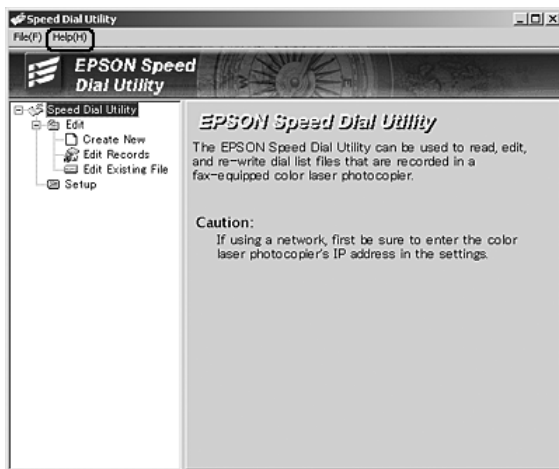 Speed Dial Utility
File(F) Help(H)
EPSON Speed
Dial Utility
Speed Dial Utility
Edit
Create New
Edit Records
Edit Existing File
Setup
EPSON Speed Dial Utility
The EPSON Speed Dial Utility can be used to read, edit,
and re-write dial list files that are recorded in a
fax-equipped color laser photocopier.
Caution:
If using a network, first be sure to enter the color
laser photocopier's IP address in the settings.